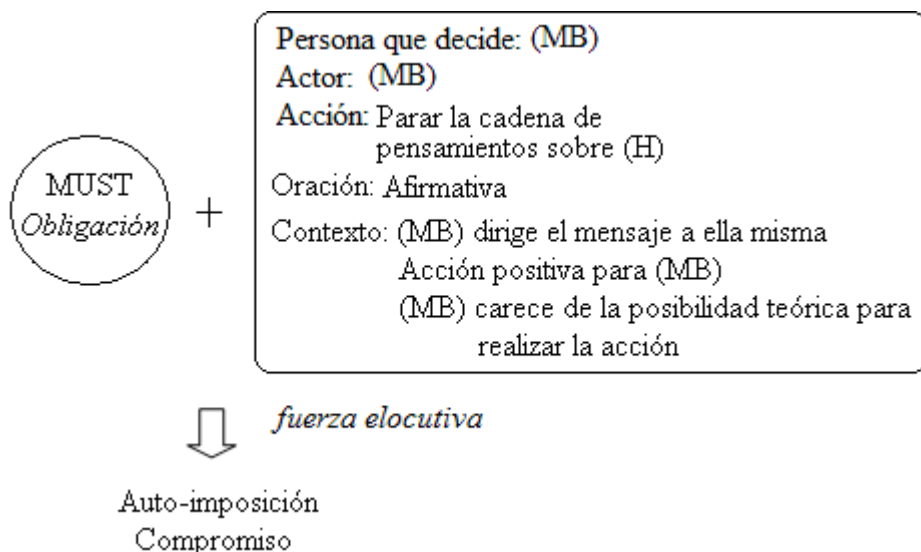 Persona que decide: (MB)
Actor: (MB)
Acción: Parar la cadena de
pensamientos sobre (H)
MUST
Obligación
+
Oración: Afirmativa
Contexto: (MB) dirige el mensaje a ella misma
Acción positiva para (MB)
(MB) carece de la posibilidad teórica para
realizar la acción
fuerza elocutiva
Auto-imposición
Compromiso